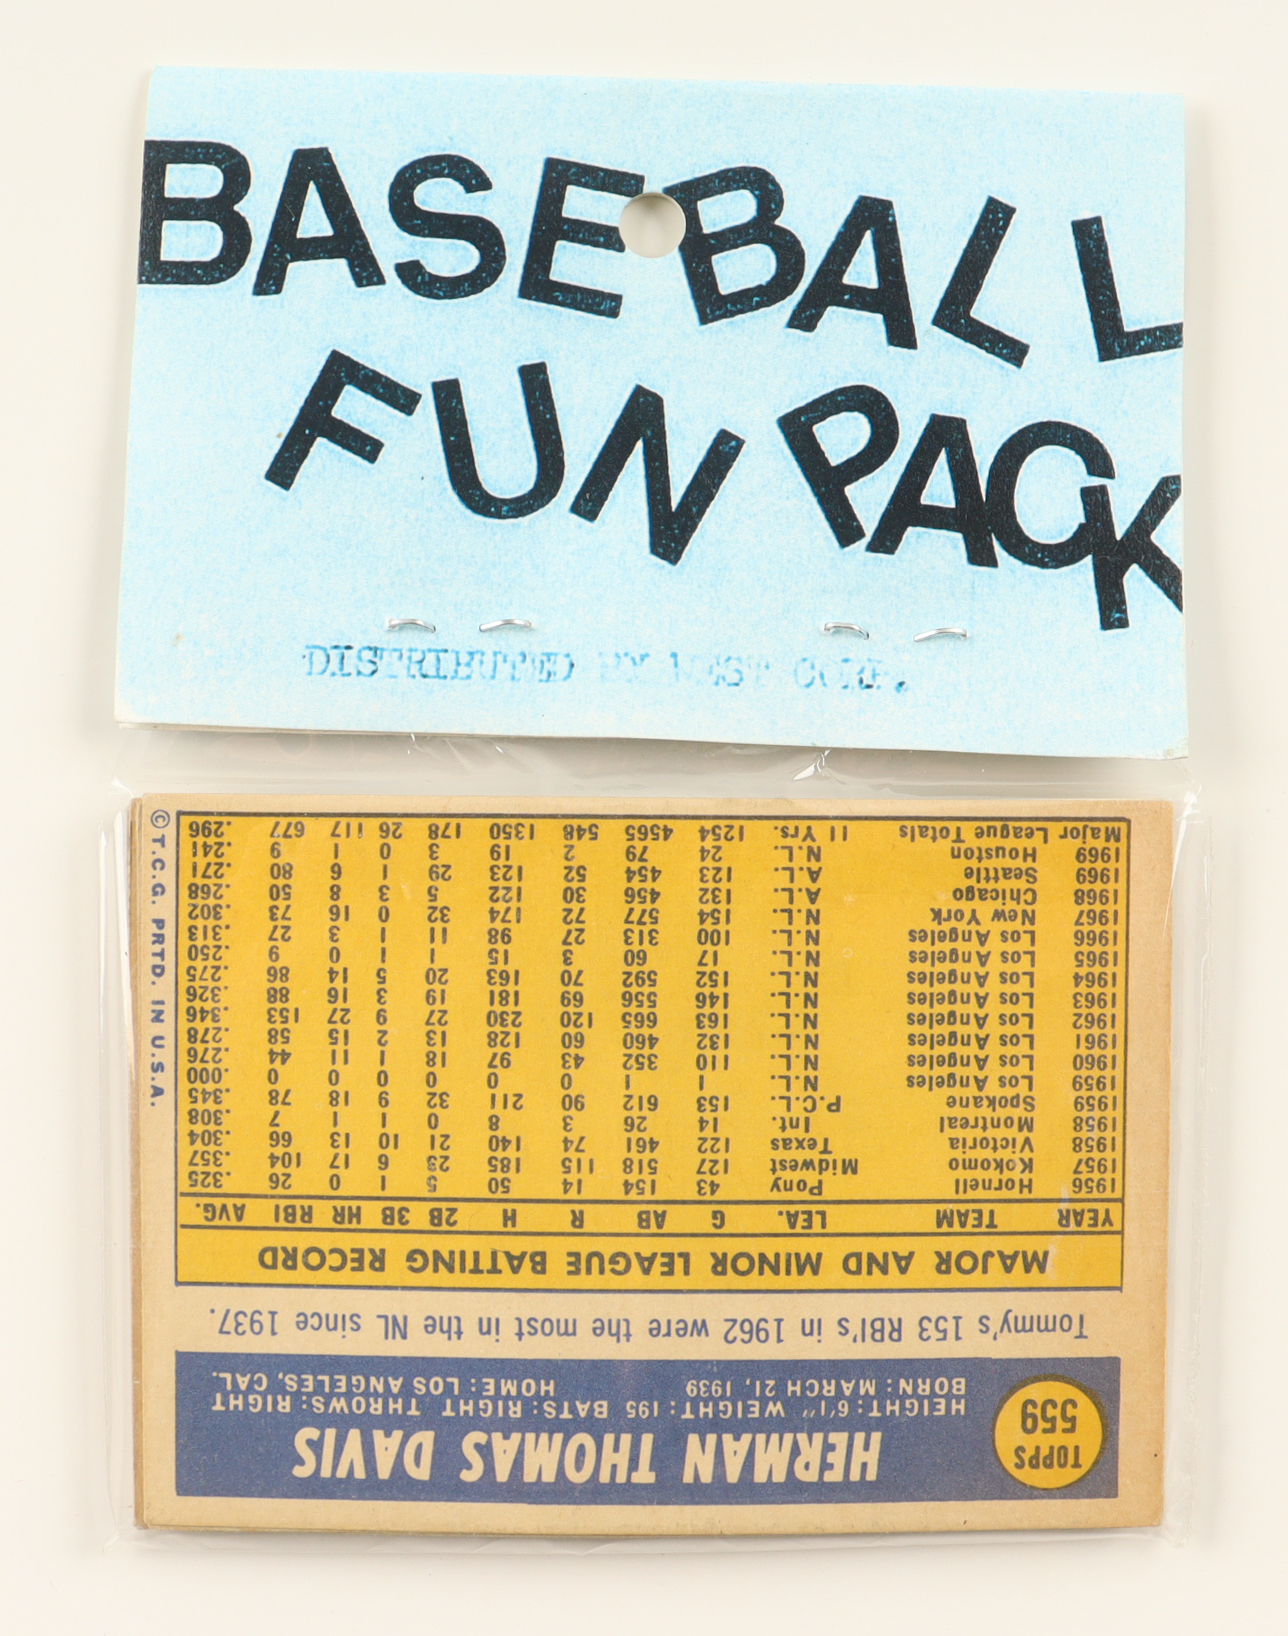 BASEBALL
FUN PACK
DISTRIBUTED BY WEST CORP.
TOPPS
559
HERMAN THOMAS DAVIS
HEIGHT: 6'1" WEIGHT: 195 BATS: RIGHT THROWS: RIGHT
BORN: MARCH 21, 1939 HOME: LOS ANGELES, CAL.
Tommy's 153 RBI's in 1962 were the most in the NL since 1937.
MAJOR AND MINOR LEAGUE BATTING RECORD
YEAR TEAM LEA. G AB R H 2B 3B HR RBI AVG.
1956 Hornell Pony 43 154 14 50 5 1 0 26 .325
1957 Kokomo Midwest 127 518 115 185 23 6 17 104 .357
1958 Victoria Texas 122 461 74 140 21 10 13 66 .304
1958 Montreal Int. 14 26 3 8 0 1 1 7 .308
1959 Spokane P.C.L. 153 612 90 211 32 9 18 78 .345
1959 Los Angeles N.L. 1 1 0 0 0 0 0 0 .000
1960 Los Angeles N.L. 110 352 43 97 18 1 11 44 .276
1961 Los Angeles N.L. 132 460 60 128 13 2 15 58 .278
1962 Los Angeles N.L. 163 665 120 230 27 9 27 153 .346
1963 Los Angeles N.L. 146 556 69 181 19 3 16 88 .326
1964 Los Angeles N.L. 152 592 70 163 20 5 14 86 .275
1965 Los Angeles N.L. 17 60 3 15 1 1 0 9 .250
1966 Los Angeles N.L. 100 313 27 98 11 1 3 27 .313
1967 New York N.L. 154 577 72 174 32 0 16 73 .302
1968 Chicago A.L. 132 456 30 122 5 3 8 50 .268
1969 Seattle A.L. 123 454 52 123 29 1 6 80 .271
1969 Houston N.L. 24 79 2 19 3 0 1 9 .241
Major League Totals 11 Yrs. 1254 4565 548 1350 178 26 117 677 .296
© T.C.G. PRTD. IN U.S.A.